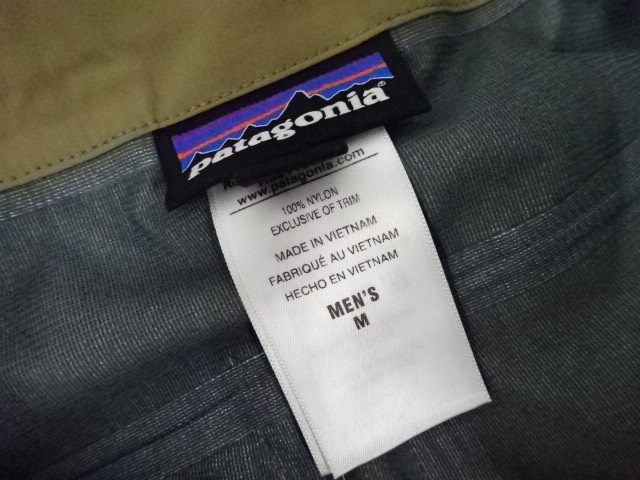 patagonia®
www.patagonia.com
100% NYLON
EXCLUSIVE OF TRIM
MADE IN VIETNAM
FABRIQUÉ AU VIETNAM
HECHO EN VIETNAM
MEN'S
M